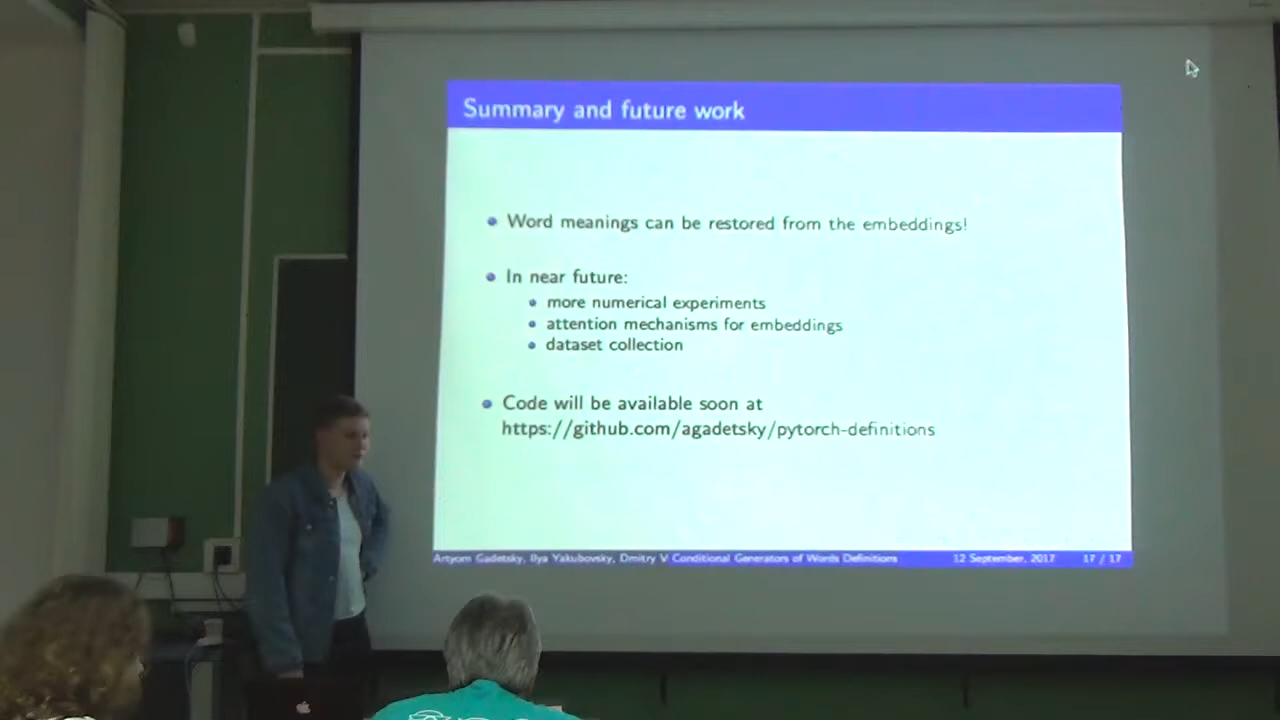 Summary and future work
Word meanings can be restored from the embeddings!
In near future:
more numerical experiments
attention mechanisms for embeddings
dataset collection
Code will be available soon at
https://github.com/agadetsky/pytorch-definitions
Artyom Gadetsky, Ilya Yakubovsky, Dmitry V Conditional Generators of Words Definitions 12 September, 2017 17 / 17